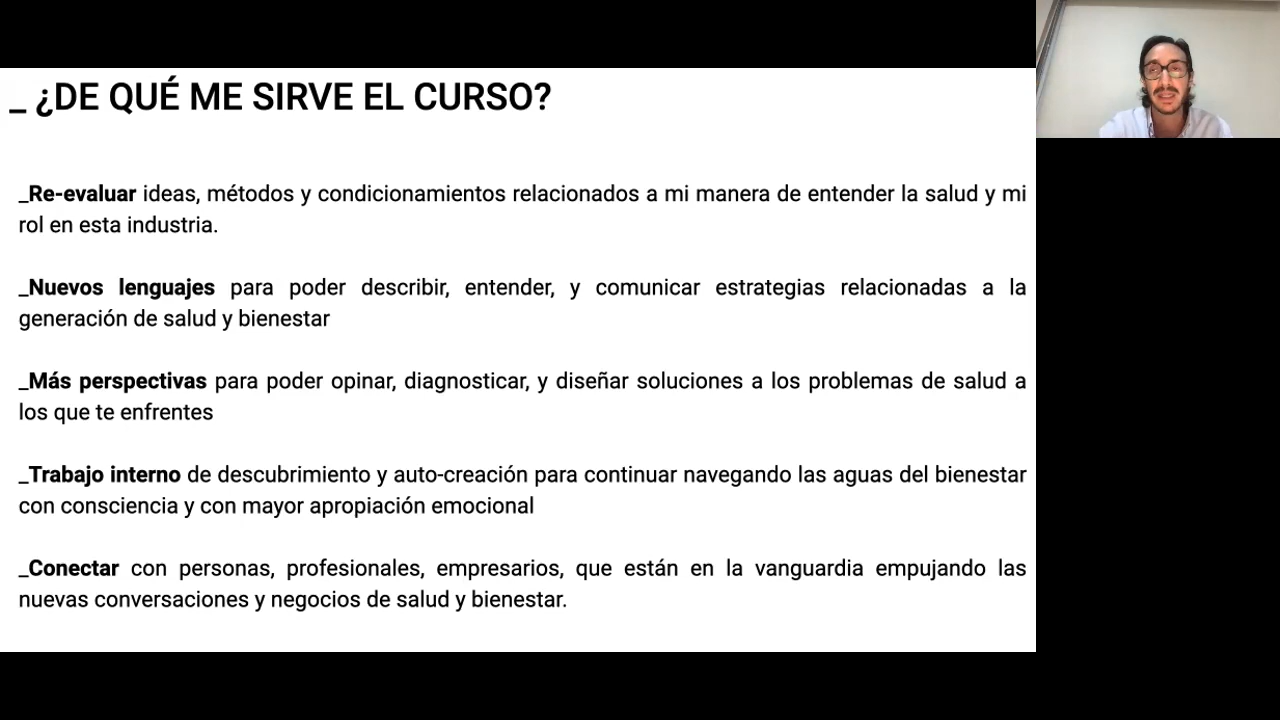 _ ¿DE QUÉ ME SIRVE EL CURSO?
_Re-evaluar ideas, métodos y condicionamientos relacionados a mi manera de entender la salud y mi
rol en esta industria.
_Nuevos lenguajes para poder describir, entender, y comunicar estrategias relacionadas a la
generación de salud y bienestar
_Más perspectivas para poder opinar, diagnosticar, y diseñar soluciones a los problemas de salud a
los que te enfrentes
_Trabajo interno de descubrimiento y auto-creación para continuar navegando las aguas del bienestar
con consciencia y con mayor apropiación emocional
_Conectar con personas, profesionales, empresarios, que están en la vanguardia empujando las
nuevas conversaciones y negocios de salud y bienestar.